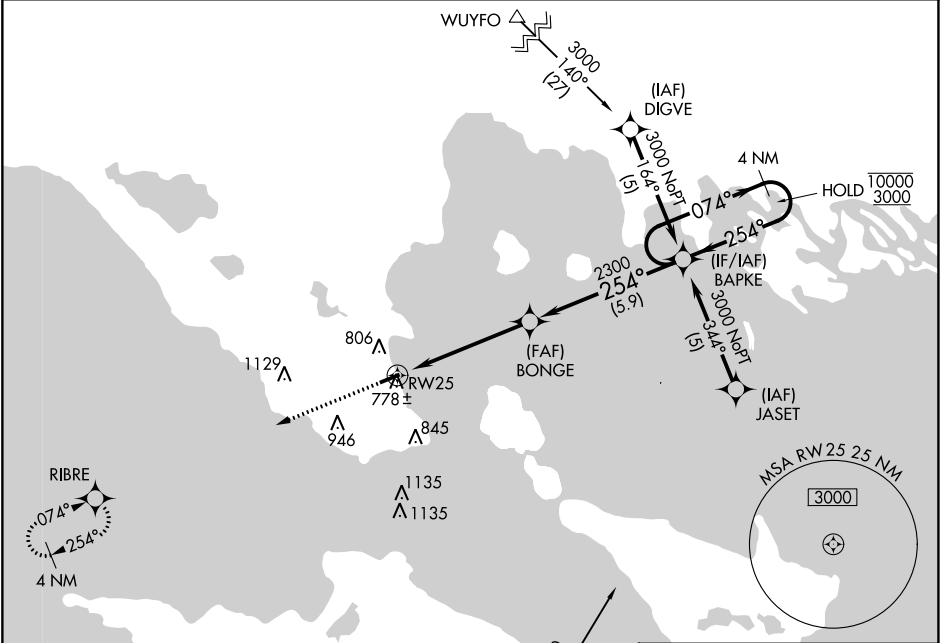 WUYFO
3000
140°
(27)
(IAF)
DIGVE
3000 NoPT
164°
(5)
4 NM
074°
HOLD
10000
3000
254°
(IF/IAF)
BAPKE
2300
254°
(5.9)
3000 NoPT
344°
(5)
(FAF)
BONGE
(IAF)
JASET
806
1129
RW25
778 ±
946
845
1135
1135
RIBRE
074°
254°
4 NM
MSA RW25 25 NM
3000